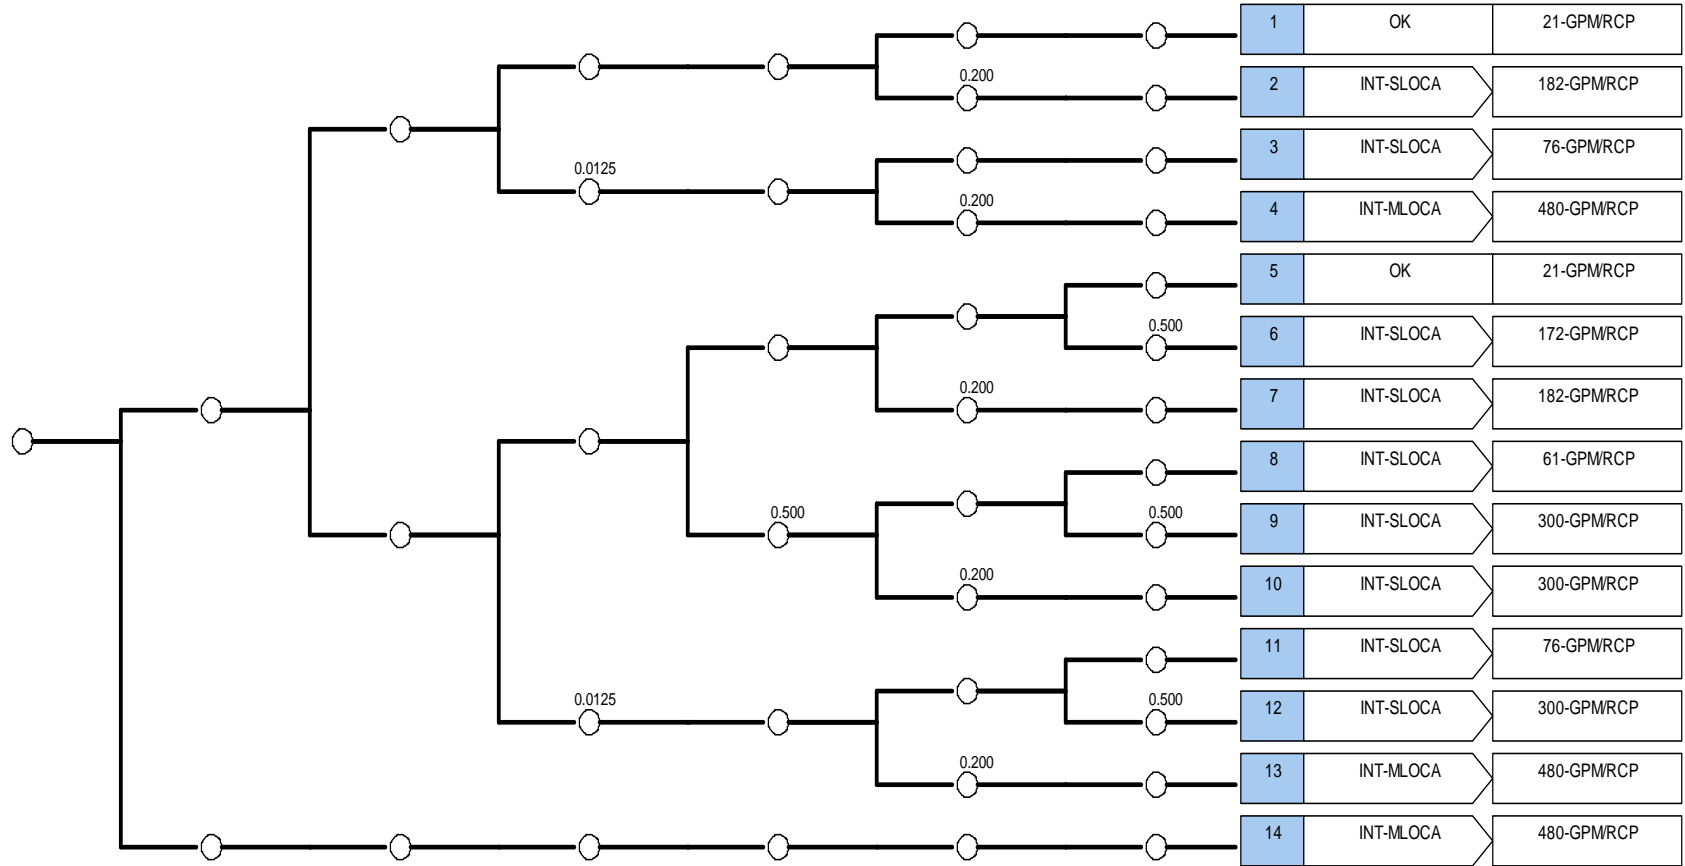 1 OK 21-GPM/RCP
0.200
2 INT-SLOCA 182-GPM/RCP
3 INT-SLOCA 76-GPM/RCP
0.0125
0.200
4 INT-MLOCA 480-GPM/RCP
5 OK 21-GPM/RCP
0.500
6 INT-SLOCA 172-GPM/RCP
0.200
7 INT-SLOCA 182-GPM/RCP
8 INT-SLOCA 61-GPM/RCP
0.500 0.500
9 INT-SLOCA 300-GPM/RCP
0.200
10 INT-SLOCA 300-GPM/RCP
11 INT-SLOCA 76-GPM/RCP
0.0125 0.500
12 INT-SLOCA 300-GPM/RCP
0.200
13 INT-MLOCA 480-GPM/RCP
14 INT-MLOCA 480-GPM/RCP